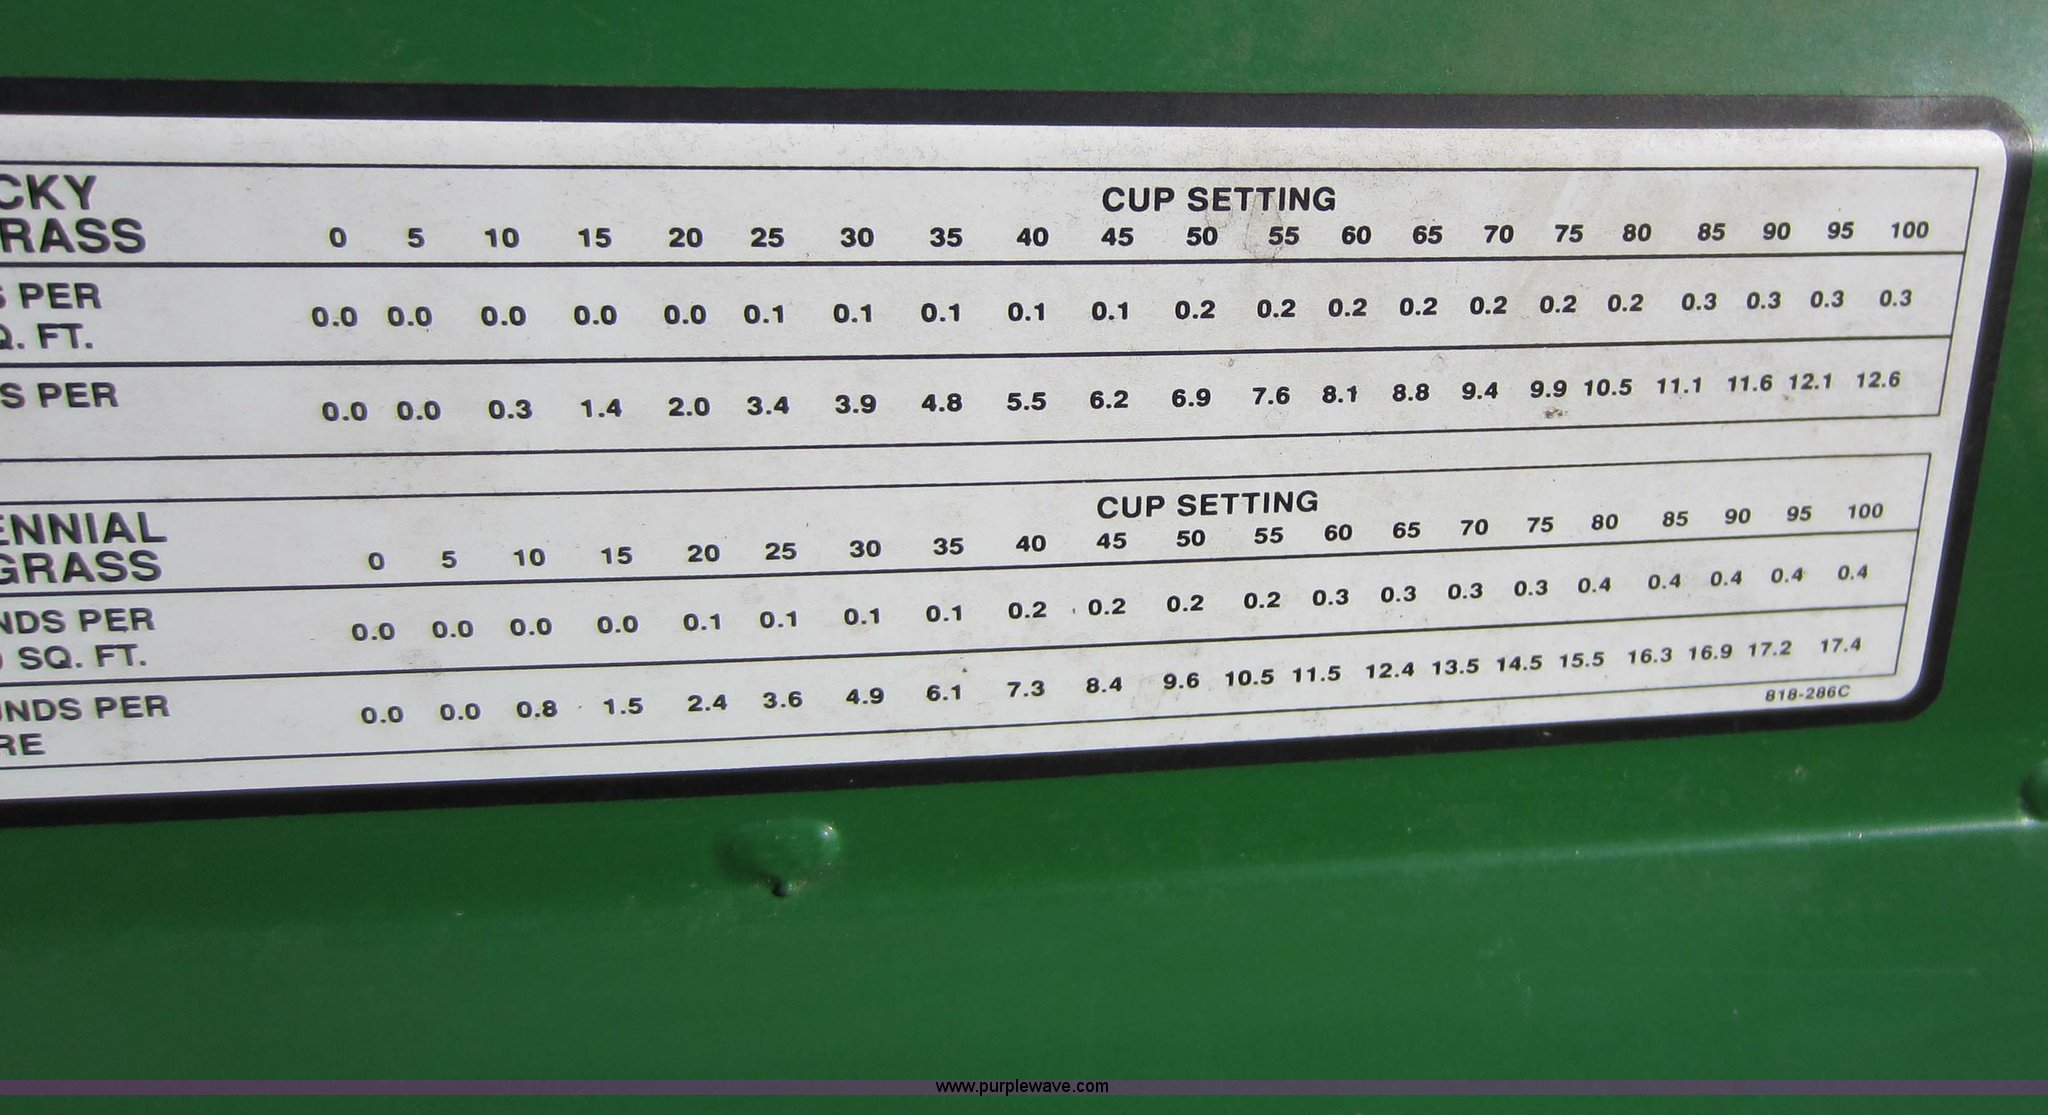 CUP SETTING
CKY
RASS 0 5 10 15 20 25 30 35 40 45 50 55 60 65 70 75 80 85 90 95 100
S PER
Q. FT. 0.0 0.0 0.0 0.0 0.0 0.1 0.1 0.1 0.1 0.1 0.2 0.2 0.2 0.2 0.2 0.2 0.2 0.3 0.3 0.3 0.3
S PER 0.0 0.0 0.3 1.4 2.0 3.4 3.9 4.8 5.5 6.2 6.9 7.6 8.1 8.8 9.4 9.9 10.5 11.1 11.6 12.1 12.6
CUP SETTING
ENNIAL
GRASS 0 5 10 15 20 25 30 35 40 45 50 55 60 65 70 75 80 85 90 95 100
NDS PER
SQ. FT. 0.0 0.0 0.0 0.0 0.1 0.1 0.1 0.1 0.2 0.2 0.2 0.2 0.3 0.3 0.3 0.3 0.4 0.4 0.4 0.4 0.4
UNDS PER
RE 0.0 0.0 0.8 1.5 2.4 3.6 4.9 6.1 7.3 8.4 9.6 10.5 11.5 12.4 13.5 14.5 15.5 16.3 16.9 17.2 17.4
818-286C
www.purplewave.com